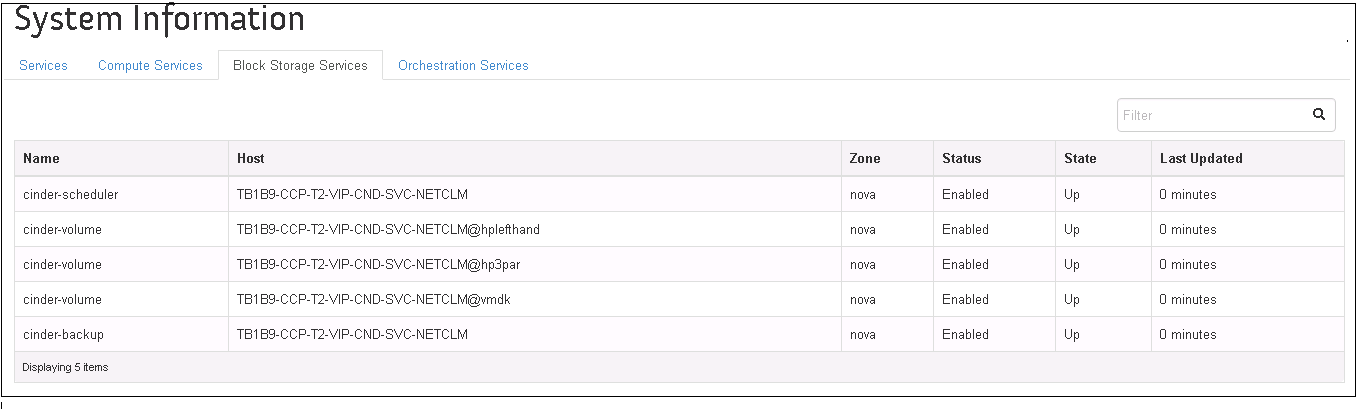 System Information
Services Compute Services Block Storage Services Orchestration Services
Filter
Name Host Zone Status State Last Updated
cinder-scheduler TB1B9-CCP-T2-VIP-CND-SVC-NETCLM nova Enabled Up 0 minutes
cinder-volume TB1B9-CCP-T2-VIP-CND-SVC-NETCLM@hplefthand nova Enabled Up 0 minutes
cinder-volume TB1B9-CCP-T2-VIP-CND-SVC-NETCLM@hp3par nova Enabled Up 0 minutes
cinder-volume TB1B9-CCP-T2-VIP-CND-SVC-NETCLM@vmdk nova Enabled Up 0 minutes
cinder-backup TB1B9-CCP-T2-VIP-CND-SVC-NETCLM nova Enabled Up 0 minutes
Displaying 5 items